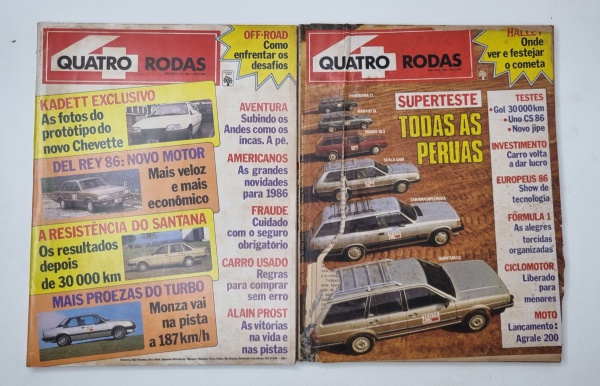 QUATRO RODAS
OFF-ROAD
Como
enfrentar os
desafios
KADETT EXCLUSIVO
As fotos do
protótipo do
novo Chevette
DEL REY 86: NOVO MOTOR
Mais veloz
e mais
econômico
A RESISTÊNCIA DO SANTANA
Os resultados
depois
de 30 000 km
MAIS PROEZAS DO TURBO
Monza vai
na pista
a 187 km/h
AVENTURA
Subindo os
Andes como os
incas. A pé.
AMERICANOS
As grandes
novidades
para 1986
FRAUDE
Cuidado
com o seguro
obrigatório
CARRO USADO
Regras
para comprar
sem erro
ALAIN PROST
As vitórias
na vida e
nas pistas
QUATRO RODAS
HALLEY
Onde
ver e festejar
o cometa
SUPERTESTE
TODAS AS
PERUAS
TESTES
• Gol 30 000 km
• Uno CS 86
• Novo jipe
INVESTIMENTO
Carro volta
a dar lucro
EUROPEUS 86
Show de
tecnologia
FÓRMULA 1
As alegres
torcidas
organizadas
CICLOMOTOR
Liberado
para
menores
MOTO
Lançamento:
Agrale 200